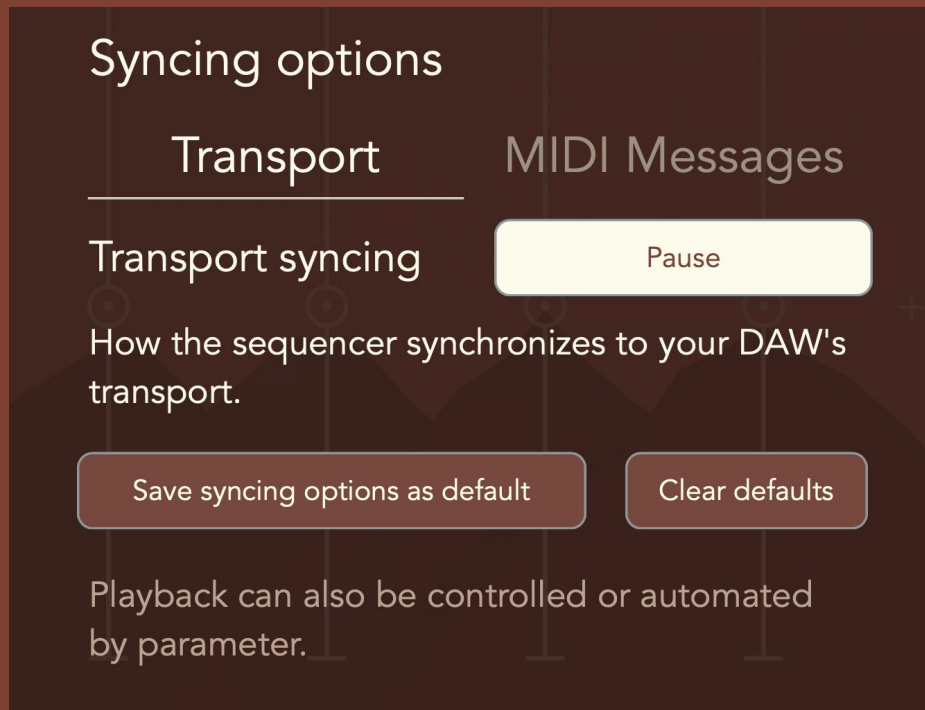 Syncing options
Transport
MIDI Messages
Transport syncing
Pause
How the sequencer synchronizes to your DAW's
transport.
Save syncing options as default
Clear defaults
Playback can also be controlled or automated
by parameter.